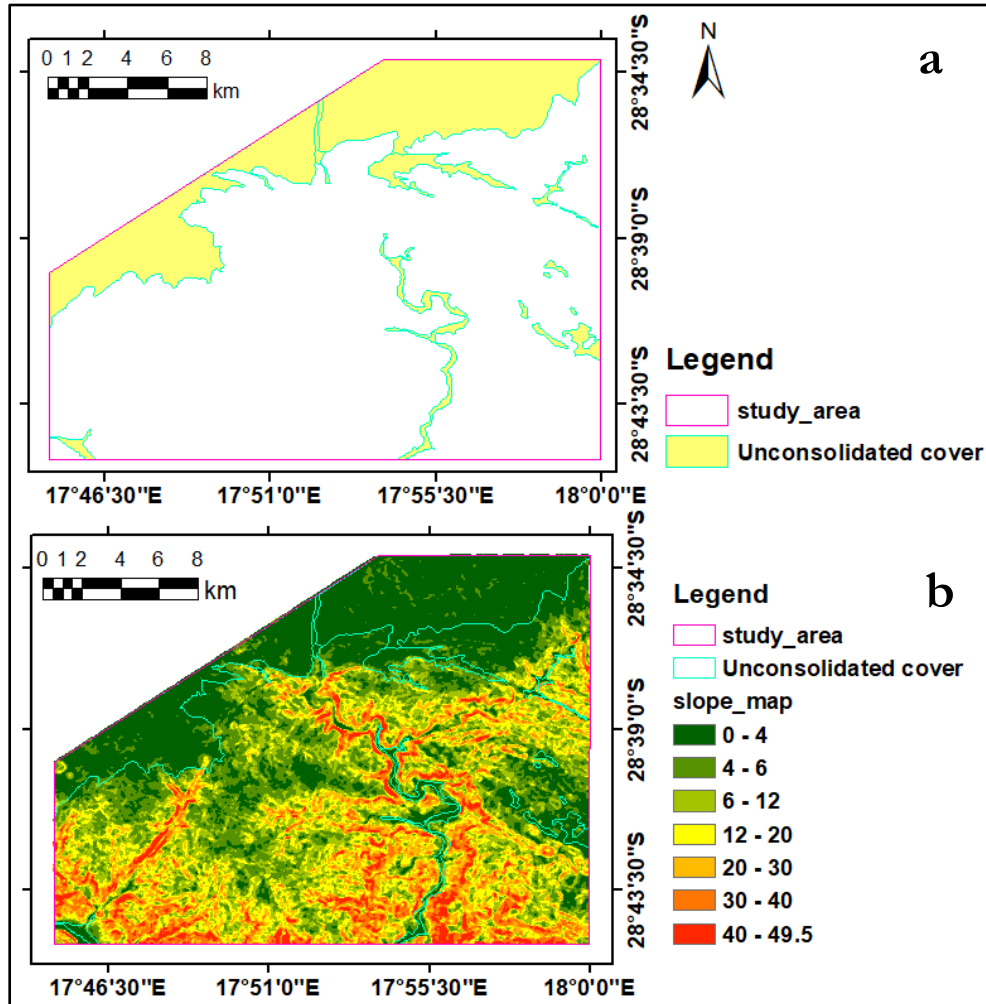 0 1 2 4 6 8
km
N
a
28°34'30"S
28°39'0"S
28°43'30"S
17°46'30"E 17°51'0"E 17°55'30"E 18°0'0"E
Legend
study_area
Unconsolidated cover
0 1 2 4 6 8
km
b
28°34'30"S
28°39'0"S
28°43'30"S
17°46'30"E 17°51'0"E 17°55'30"E 18°0'0"E
Legend
study_area
Unconsolidated cover
slope_map
0 - 4
4 - 6
6 - 12
12 - 20
20 - 30
30 - 40
40 - 49.5